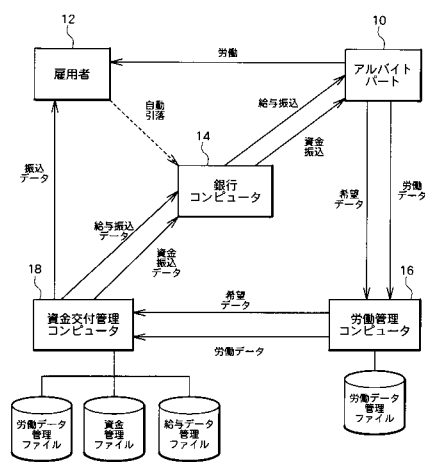 12
雇用者
10
アルバイト
パート
労働
自動
引落
14
銀行
コンピュータ
給与振込
資金
振込
振込
データ
給与振込
データ
資金
振込
データ
希望
データ
労働
データ
18
資金交付管理
コンピュータ
16
労働管理
コンピュータ
希望
データ
労働データ
労働データ
管理
ファイル
資金
管理
ファイル
給与データ
管理
ファイル
労働データ
管理
ファイル